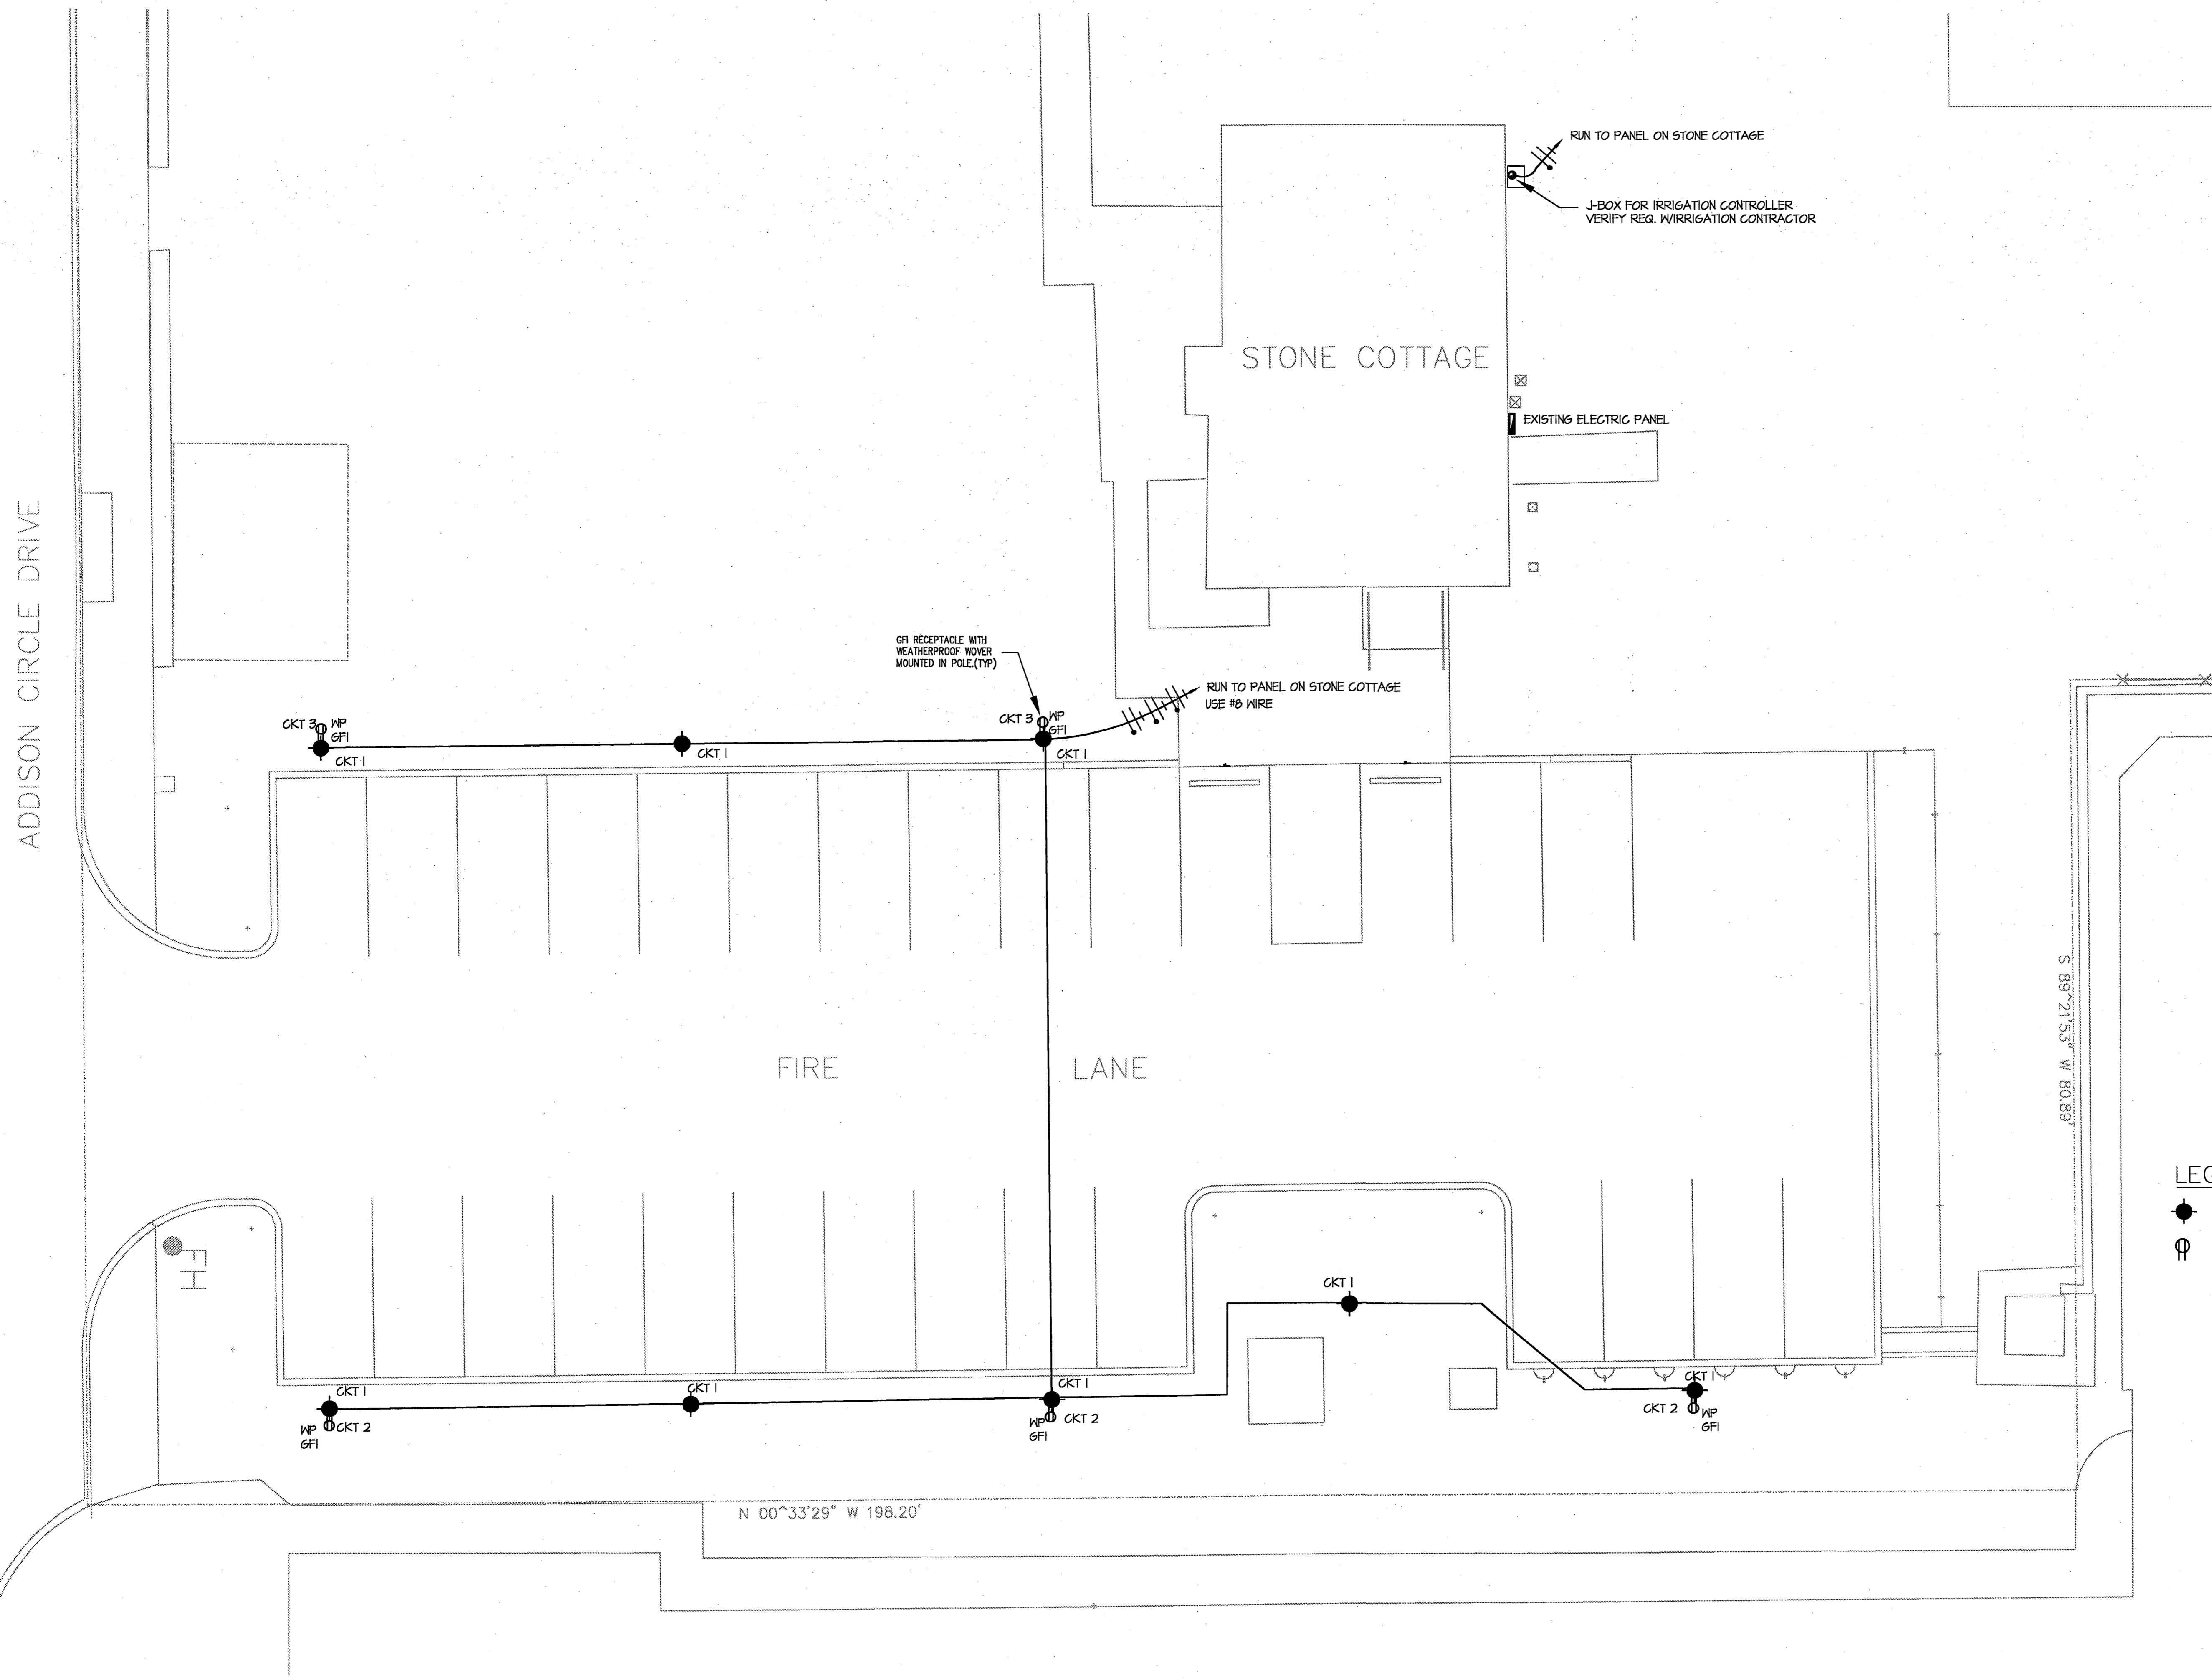 RUN TO PANEL ON STONE COTTAGE
J-BOX FOR IRRIGATION CONTROLLER
VERIFY REQ. W/IRRIGATION CONTRACTOR
STONE COTTAGE
EXISTING ELECTRIC PANEL
ADDISON CIRCLE DRIVE
GFI RECEPTACLE WITH
WEATHERPROOF WOVER
MOUNTED IN POLE.(TYP)
RUN TO PANEL ON STONE COTTAGE
USE #8 WIRE
CKT 3
WP
GFI
CKT 1
CKT 1
CKT 3
WP
GFI
CKT 1
S 89^21'53" W 80.89'
FIRE LANE
LEG
FH
CKT 1
CKT 1
CKT 2
WP
GFI
CKT 1
CKT 1
CKT 2
WP
GFI
CKT 1
CKT 2
WP
GFI
N 00^33'29" W 198.20'